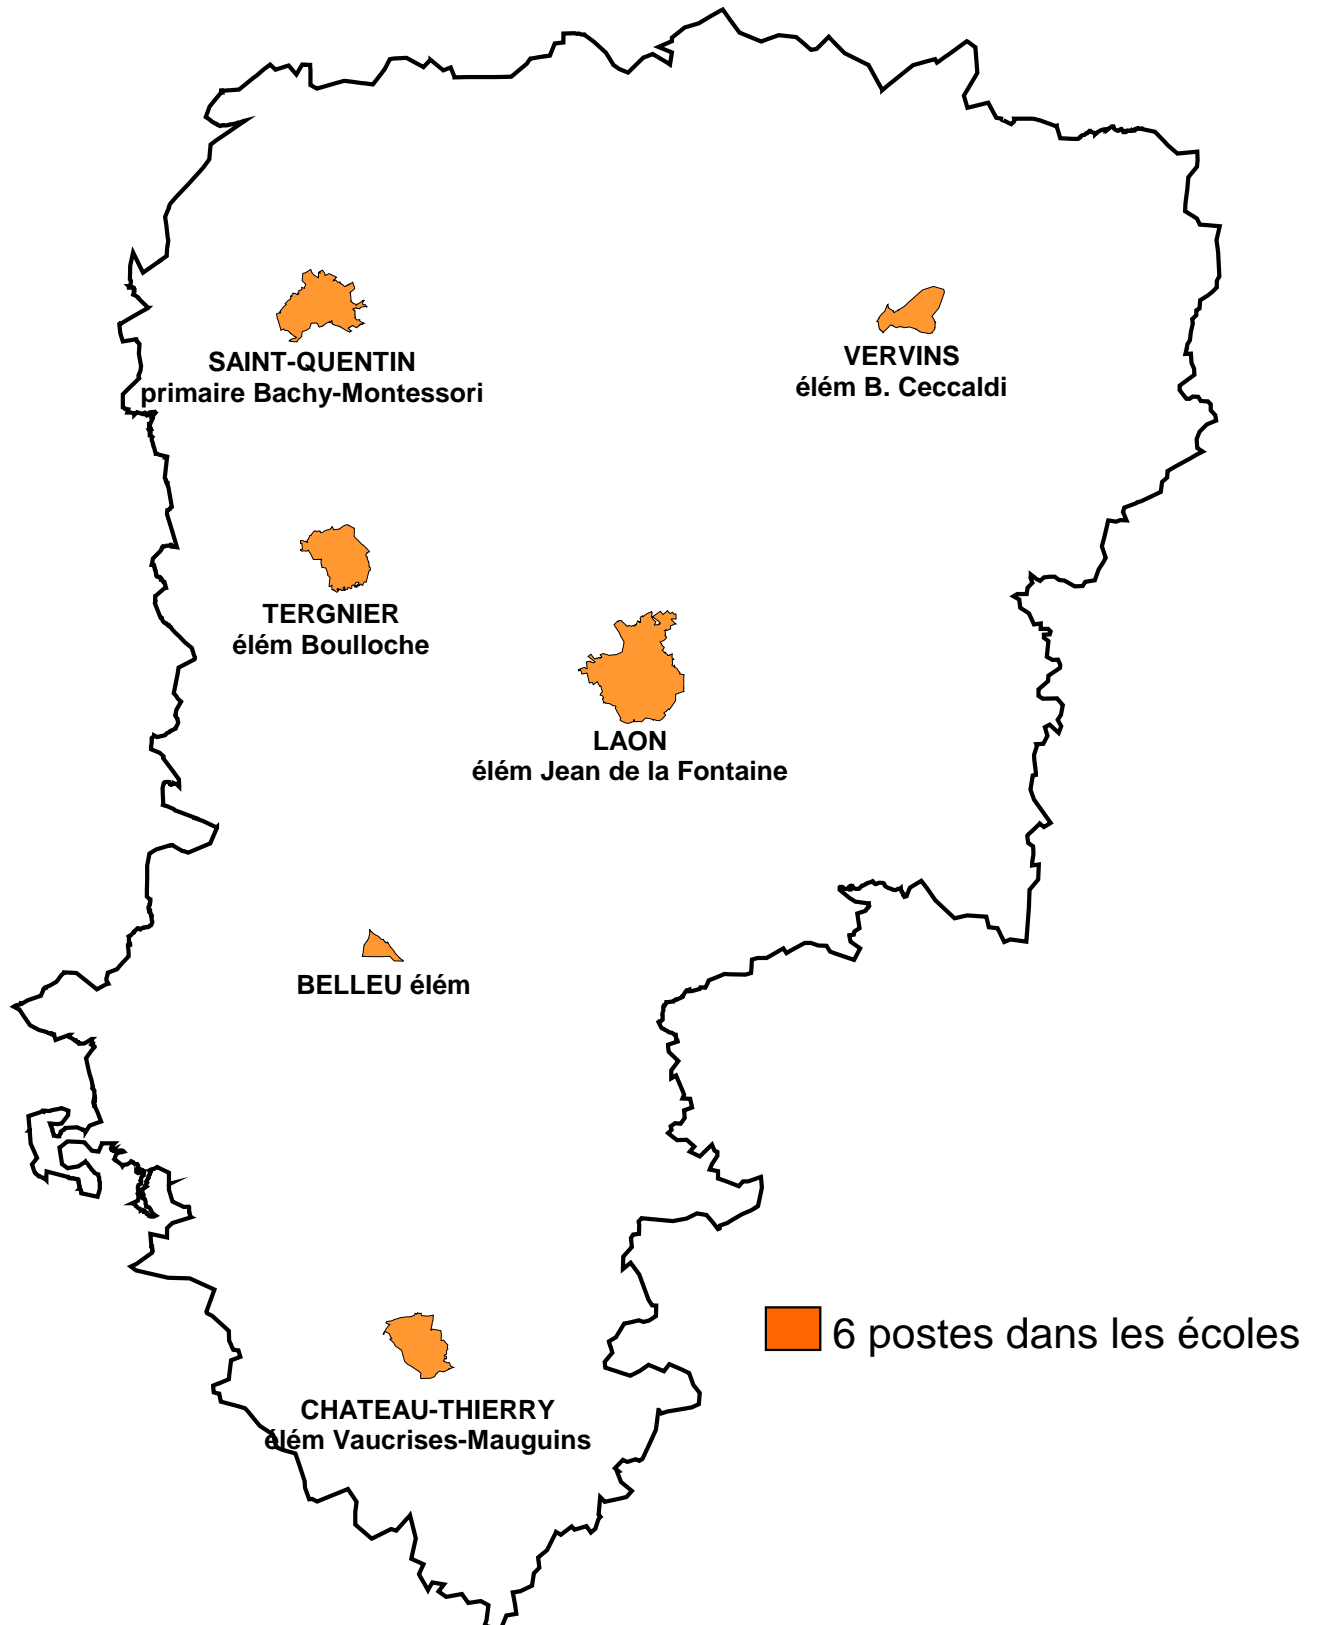 SAINT-QUENTIN
primaire Bachy-Montessori
VERVINS
élém B. Ceccaldi
TERGNIER
élém Boulloche
LAON
élém Jean de la Fontaine
BELLEU élém
6 postes dans les écoles
CHATEAU-THIERRY
élém Vaucrises-Mauguins